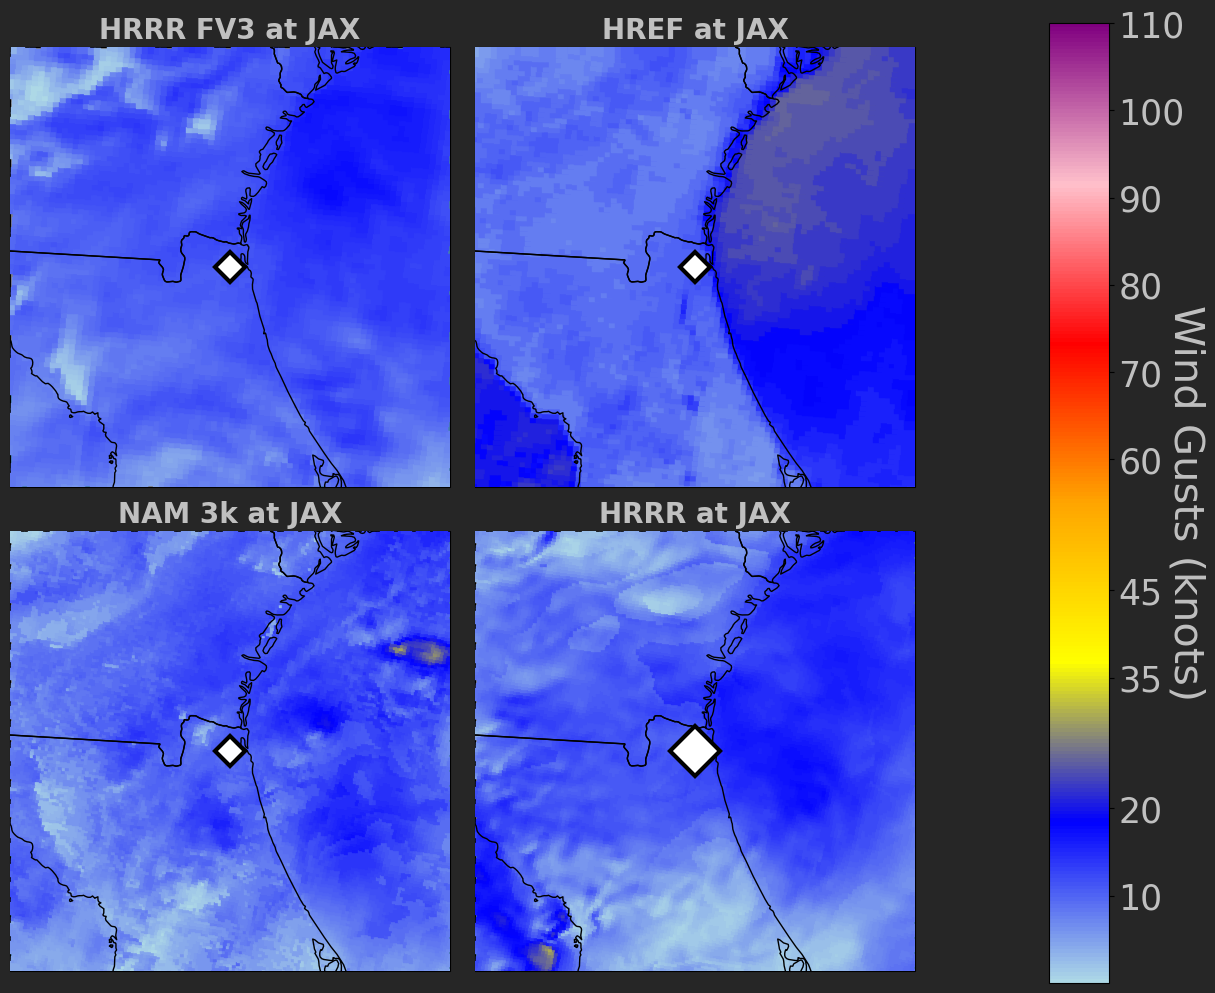 HRRR FV3 at JAX
HREF at JAX
NAM 3k at JAX
HRRR at JAX
110
100
90
80
70
60
45
35
20
10
Wind Gusts (knots)